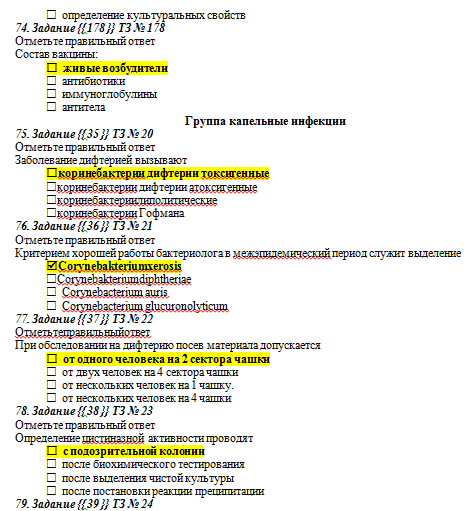 ☐ определение культуральных свойств
74. Задание {{178}} ТЗ № 178
Отметьте правильный ответ
Состав вакцины:
☐ живые возбудители
☐ антибиотики
☐ иммуноглобулины
☐ антитела
Группа капельные инфекции
75. Задание {{35}} ТЗ № 20
Отметьте правильный ответ
Заболевание дифтерией вызывают
☐коринебактерии дифтерии токсигенные
☐коринебактерии дифтерии атоксигенные
☐коринебактериилиполитические
☐коринебактерии Гофмана
76. Задание {{36}} ТЗ № 21
Отметьте правильный ответ
Критерием хорошей работы бактериолога в межэпидемический период служит выделение
☑Corynebakteriumxerosis
☐Corynebakteriumdiphtheriae
☐ Corynebacterium auris
☐ Corynebacterium glucuronolyticum
77. Задание {{37}} ТЗ № 22
Отметьтеправильныйответ
При обследовании на дифтерию посев материала допускается
☐ от одного человека на 2 сектора чашки
☐ от двух человек на 4 сектора чашки
☐ от нескольких человек на 1 чашку.
☐ от нескольких человек на 4 чашки
78. Задание {{38}} ТЗ № 23
Отметьте правильный ответ
Определение цистиназной активности проводят
☐ с подозрительной колонии
☐ после биохимического тестирования
☐ после выделения чистой культуры
☐ после постановки реакции преципитации
79. Задание {{39}} ТЗ № 24